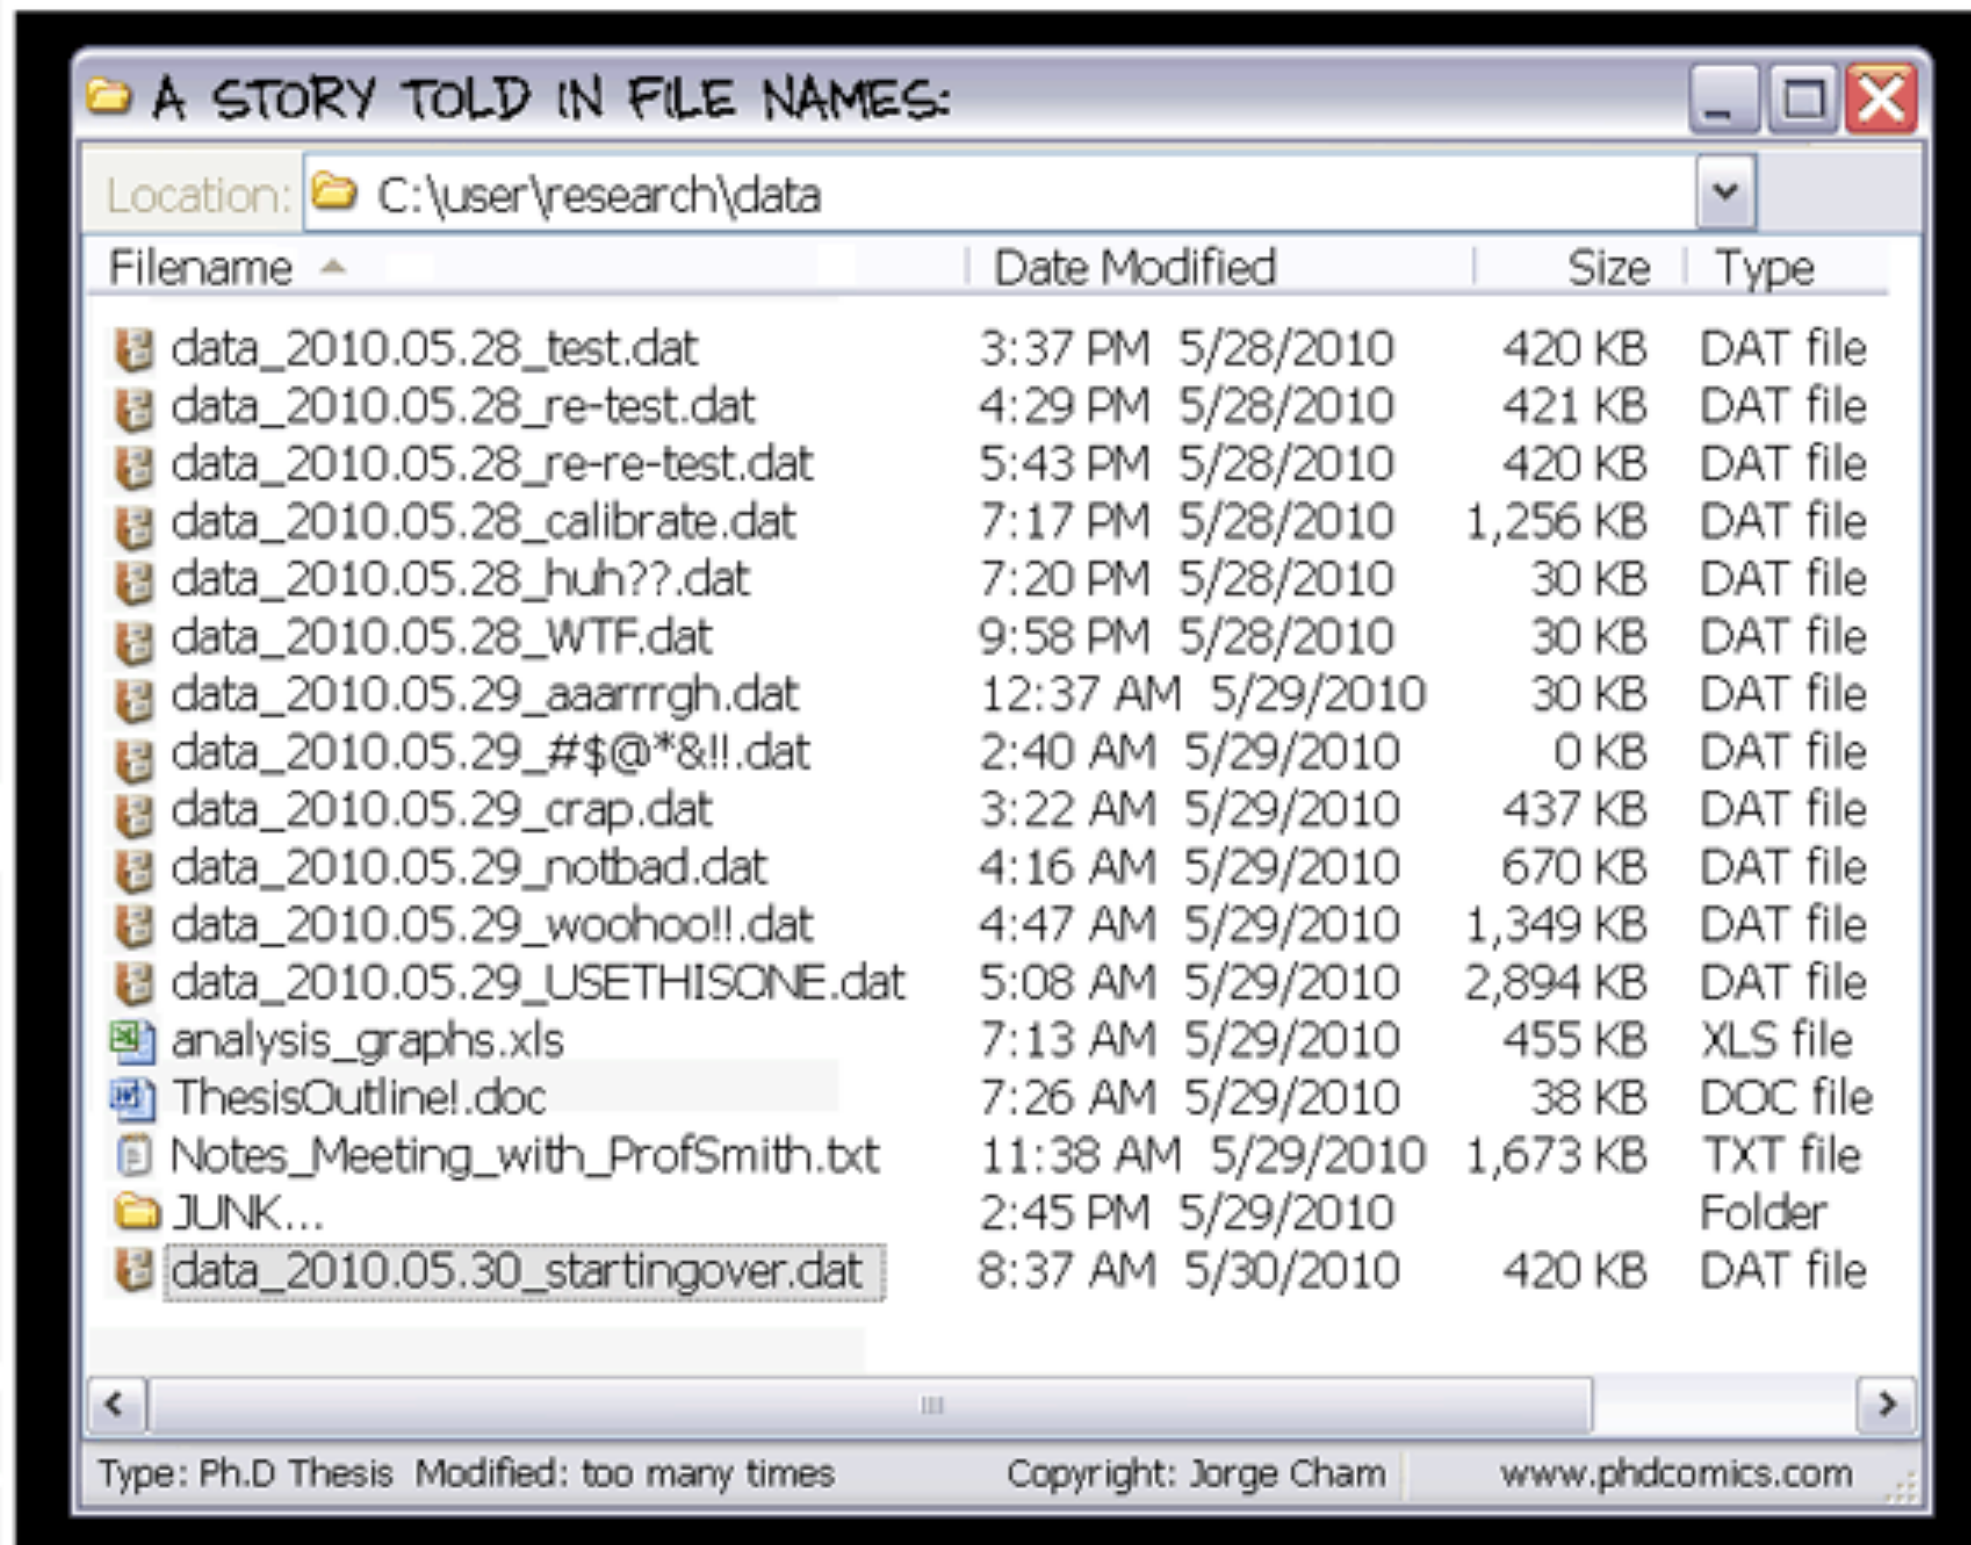 A STORY TOLD IN FILE NAMES:
Location: C:\user\research\data
Filename Date Modified Size Type
data_2010.05.28_test.dat 3:37 PM 5/28/2010 420 KB DAT file
data_2010.05.28_re-test.dat 4:29 PM 5/28/2010 421 KB DAT file
data_2010.05.28_re-re-test.dat 5:43 PM 5/28/2010 420 KB DAT file
data_2010.05.28_calibrate.dat 7:17 PM 5/28/2010 1,256 KB DAT file
data_2010.05.28_huh??.dat 7:20 PM 5/28/2010 30 KB DAT file
data_2010.05.28_WTF.dat 9:58 PM 5/28/2010 30 KB DAT file
data_2010.05.29_aaarrrgh.dat 12:37 AM 5/29/2010 30 KB DAT file
data_2010.05.29_#$@*&!!.dat 2:40 AM 5/29/2010 0 KB DAT file
data_2010.05.29_crap.dat 3:22 AM 5/29/2010 437 KB DAT file
data_2010.05.29_notbad.dat 4:16 AM 5/29/2010 670 KB DAT file
data_2010.05.29_woohoo!!.dat 4:47 AM 5/29/2010 1,349 KB DAT file
data_2010.05.29_USETHISONE.dat 5:08 AM 5/29/2010 2,894 KB DAT file
analysis_graphs.xls 7:13 AM 5/29/2010 455 KB XLS file
ThesisOutline!.doc 7:26 AM 5/29/2010 38 KB DOC file
Notes_Meeting_with_ProfSmith.txt 11:38 AM 5/29/2010 1,673 KB TXT file
JUNK... 2:45 PM 5/29/2010 Folder
data_2010.05.30_startingover.dat 8:37 AM 5/30/2010 420 KB DAT file
Type: Ph.D Thesis Modified: too many times Copyright: Jorge Cham www.phdcomics.com